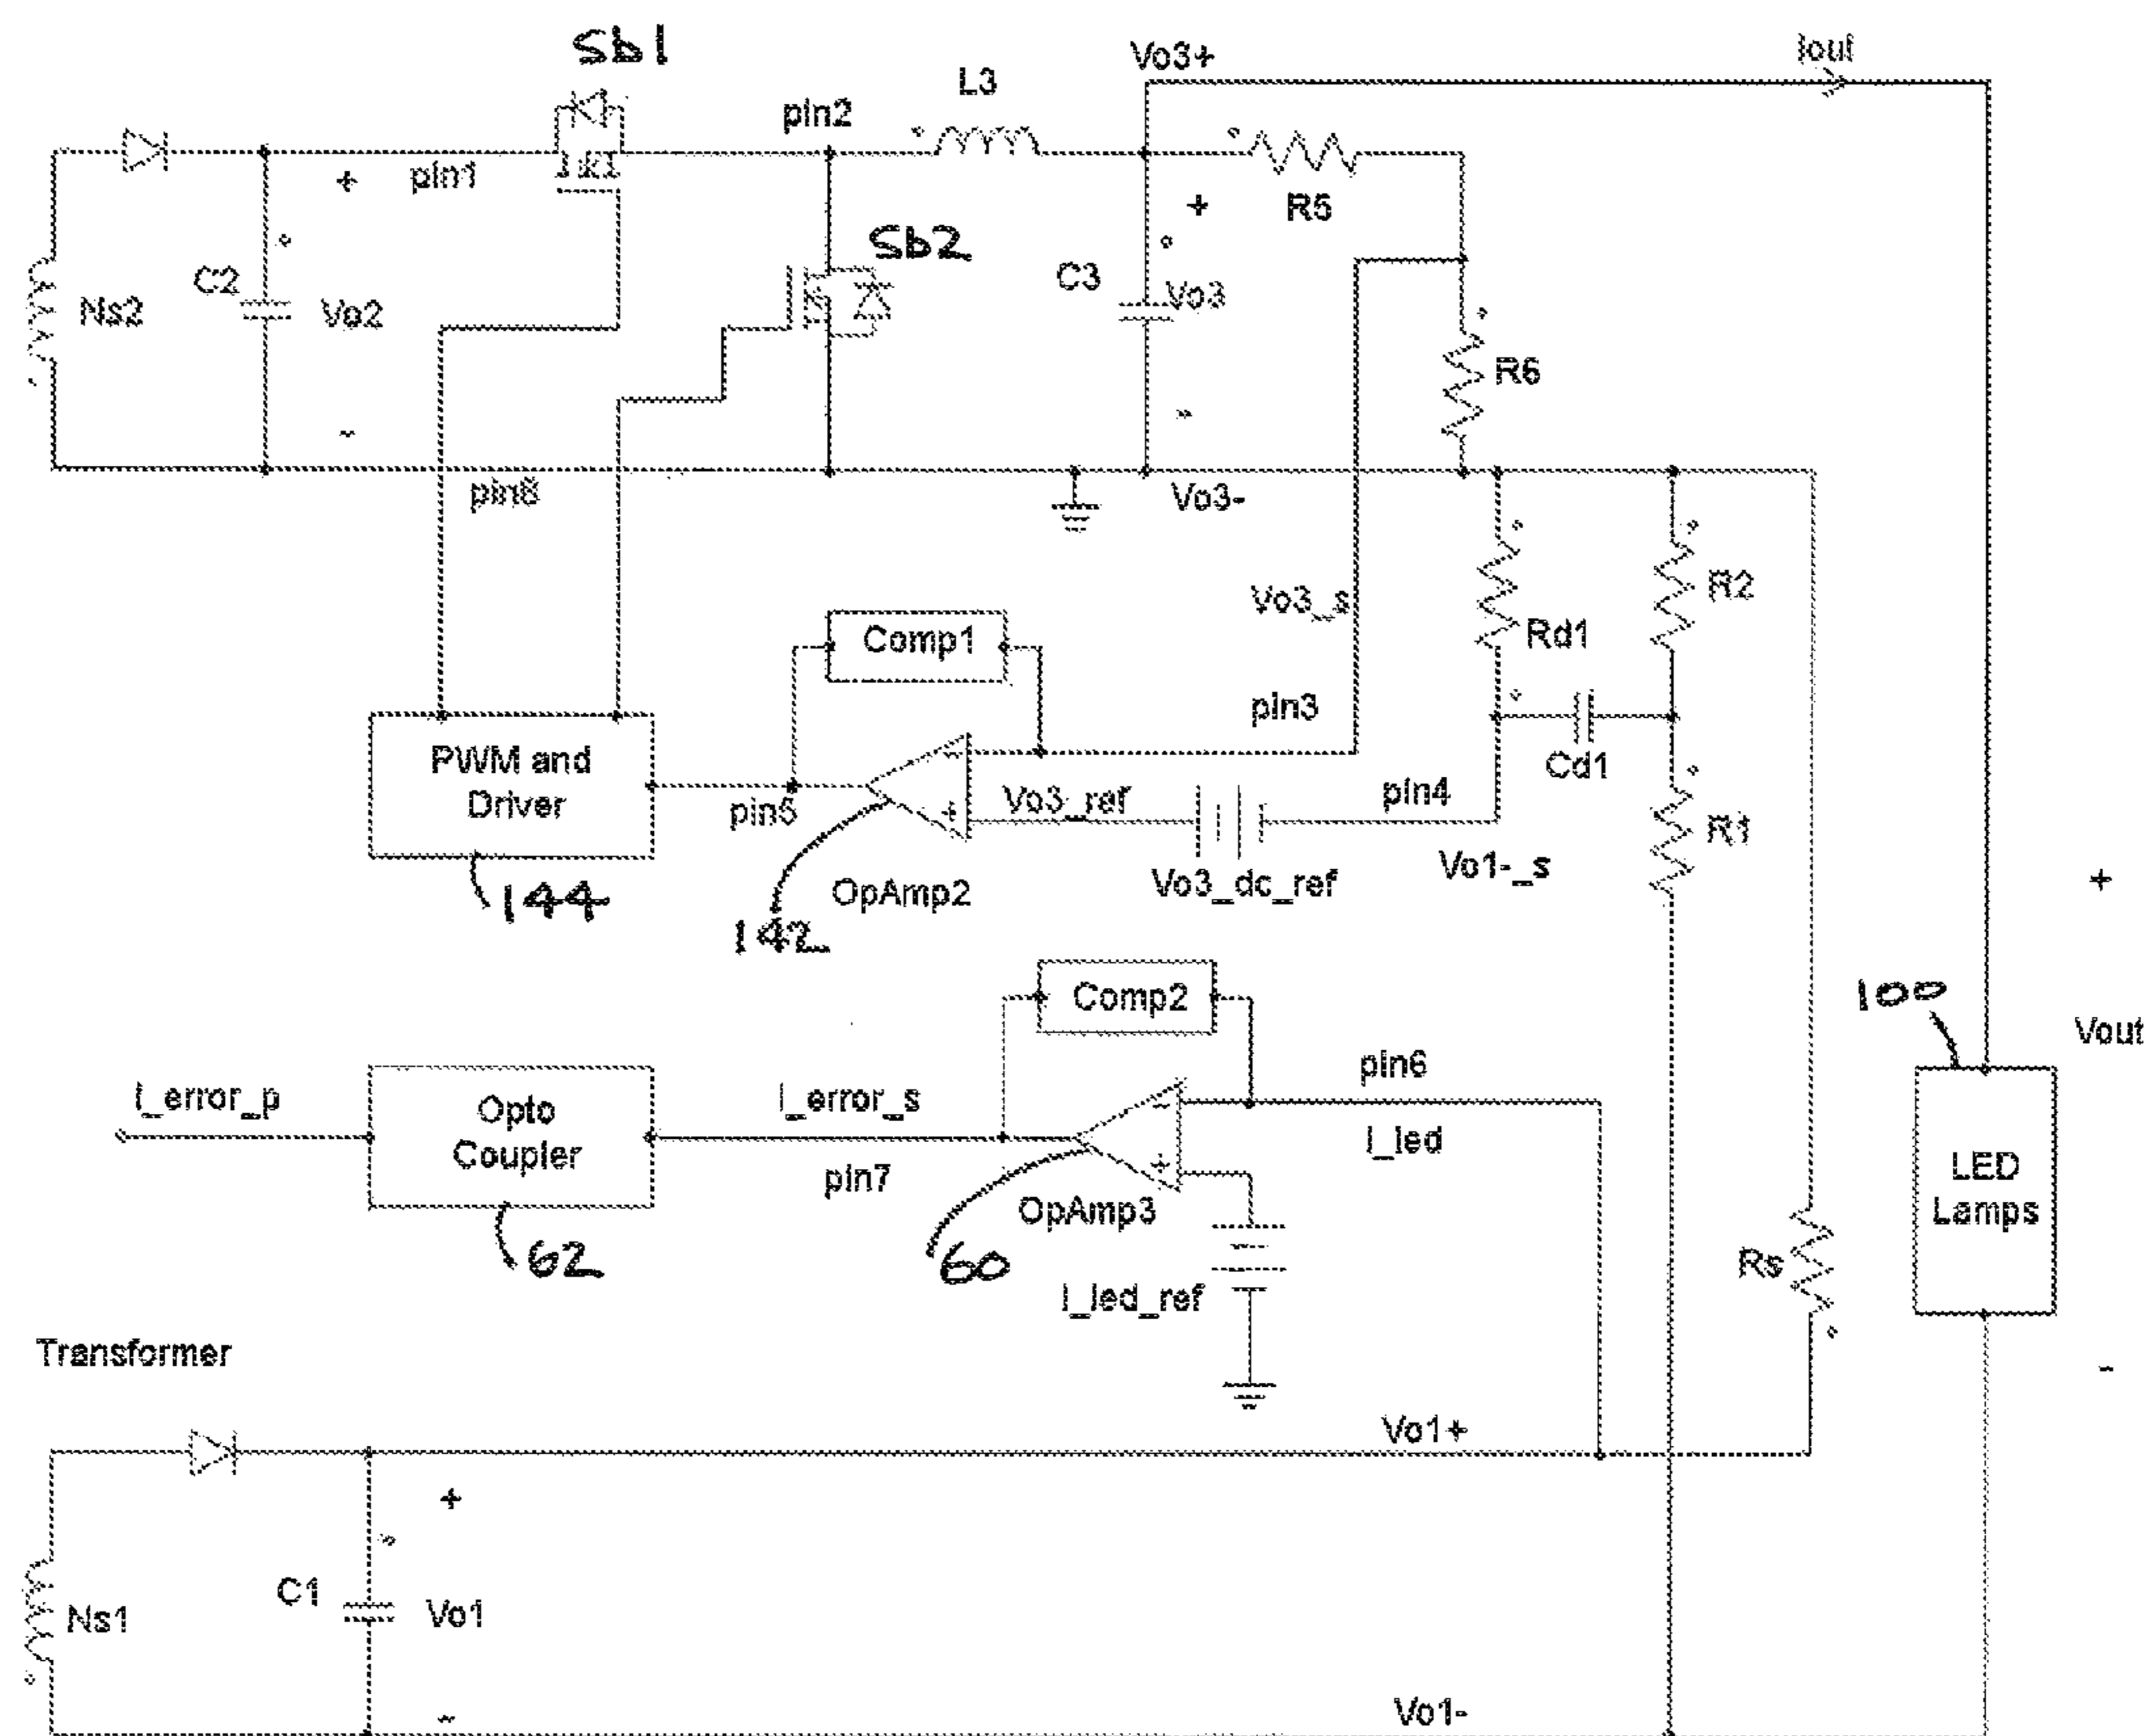 Sb1
Vo3+
Iout
L3
pin2
pin1
+
+
R5
Sb2
C2
C3
Vo3
Ns2
Vo2
R6
-
-
pin8
Vo3-
R2
Vo3_s
Rd1
Comp1
pin3
PWM and
Driver
-
Cd1
pin4
Vo3_ref
pin5
+
R1
Vo1-_s
Vo3_dc_ref
OpAmp2
144
142
+
Comp2
100
Vout
pin6
I_error_p
Opto
Coupler
I_error_s
-
I_led
pin7
+
LED
Lamps
OpAmp3
62
60
Rs
I_led_ref
Transformer
-
Vo1+
+
C1
Vo1
Ns1
-
Vo1-